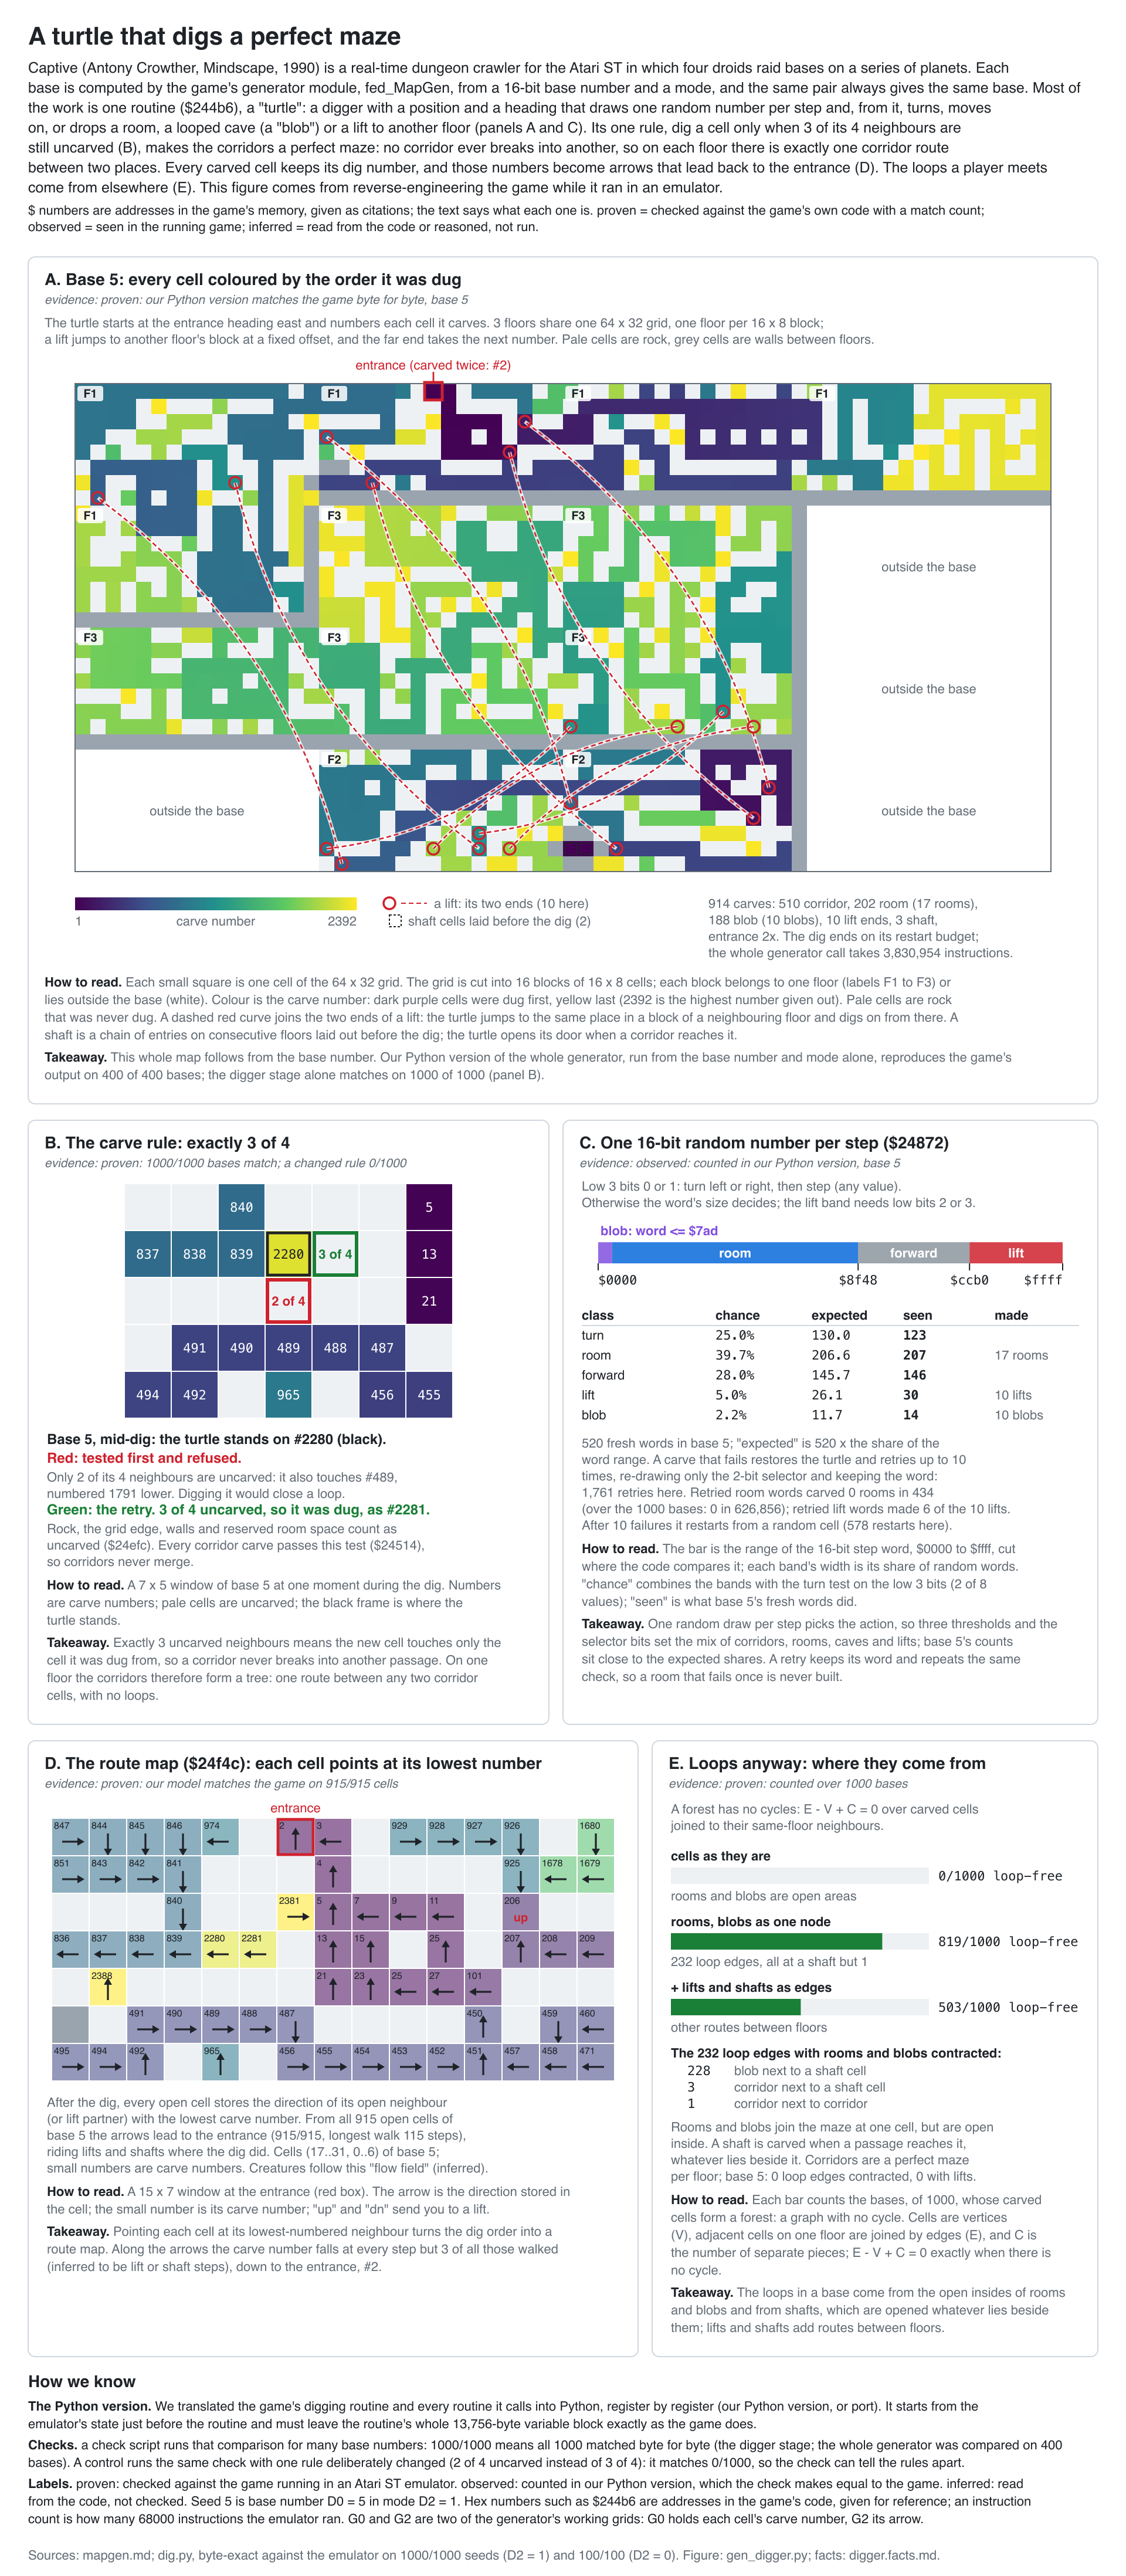 A turtle that digs a perfect maze
Captive (Antony Crowther, Mindscape, 1990) is a real-time dungeon crawler for the Atari ST in which four droids raid bases on a series of planets. Each
base is computed by the game's generator module, fed_MapGen, from a 16-bit base number and a mode, and the same pair always gives the same base. Most of
the work is one routine ($244b6), a "turtle": a digger with a position and a heading that draws one random number per step and, from it, turns, moves
on, or drops a room, a looped cave (a "blob") or a lift to another floor (panels A and C). Its one rule, dig a cell only when 3 of its 4 neighbours are
still uncarved (B), makes the corridors a perfect maze: no corridor ever breaks into another, so on each floor there is exactly one corridor route
between two places. Every carved cell keeps its dig number, and those numbers become arrows that lead back to the entrance (D). The loops a player meets
come from elsewhere (E). This figure comes from reverse-engineering the game while it ran in an emulator.
$ numbers are addresses in the game's memory, given as citations; the text says what each one is. proven = checked against the game's own code with a match count;
observed = seen in the running game; inferred = read from the code or reasoned, not run.
A. Base 5: every cell coloured by the order it was dug
evidence: proven: our Python version matches the game byte for byte, base 5
The turtle starts at the entrance heading east and numbers each cell it carves. 3 floors share one 64 x 32 grid, one floor per 16 x 8 block;
a lift jumps to another floor's block at a fixed offset, and the far end takes the next number. Pale cells are rock, grey cells are walls between floors.
entrance (carved twice: #2)
F1 F1 F1 F1
F1 F3 F3
outside the base
F3 F3 F3
outside the base
F2 F2
outside the base
outside the base
1 carve number 2392
a lift: its two ends (10 here)
shaft cells laid before the dig (2)
914 carves: 510 corridor, 202 room (17 rooms),
188 blob (10 blobs), 10 lift ends, 3 shaft,
entrance 2x. The dig ends on its restart budget;
the whole generator call takes 3,830,954 instructions.
How to read. Each small square is one cell of the 64 x 32 grid. The grid is cut into 16 blocks of 16 x 8 cells; each block belongs to one floor (labels F1 to F3) or
lies outside the base (white). Colour is the carve number: dark purple cells were dug first, yellow last (2392 is the highest number given out). Pale cells are rock
that was never dug. A dashed red curve joins the two ends of a lift: the turtle jumps to the same place in a block of a neighbouring floor and digs on from there. A
shaft is a chain of entries on consecutive floors laid out before the dig; the turtle opens its door when a corridor reaches it.
Takeaway. This whole map follows from the base number. Our Python version of the whole generator, run from the base number and mode alone, reproduces the game's
output on 400 of 400 bases; the digger stage alone matches on 1000 of 1000 (panel B).
B. The carve rule: exactly 3 of 4
evidence: proven: 1000/1000 bases match; a changed rule 0/1000
840 5
837 838 839 2280 3 of 4 13
2 of 4 21
491 490 489 488 487
494 492 965 456 455
Base 5, mid-dig: the turtle stands on #2280 (black).
Red: tested first and refused.
Only 2 of its 4 neighbours are uncarved: it also touches #489,
numbered 1791 lower. Digging it would close a loop.
Green: the retry. 3 of 4 uncarved, so it was dug, as #2281.
Rock, the grid edge, walls and reserved room space count as
uncarved ($24efc). Every corridor carve passes this test ($24514),
so corridors never merge.
How to read. A 7 x 5 window of base 5 at one moment during the dig. Numbers
are carve numbers; pale cells are uncarved; the black frame is where the
turtle stands.
Takeaway. Exactly 3 uncarved neighbours means the new cell touches only the
cell it was dug from, so a corridor never breaks into another passage. On one
floor the corridors therefore form a tree: one route between any two corridor
cells, with no loops.
C. One 16-bit random number per step ($24872)
evidence: observed: counted in our Python version, base 5
Low 3 bits 0 or 1: turn left or right, then step (any value).
Otherwise the word's size decides; the lift band needs low bits 2 or 3.
blob: word <= $7ad
room forward lift
$0000 $8f48 $ccb0 $ffff
class chance expected seen made
turn 25.0% 130.0 123
room 39.7% 206.6 207 17 rooms
forward 28.0% 145.7 146
lift 5.0% 26.1 30 10 lifts
blob 2.2% 11.7 14 10 blobs
520 fresh words in base 5; "expected" is 520 x the share of the
word range. A carve that fails restores the turtle and retries up to 10
times, re-drawing only the 2-bit selector and keeping the word:
1,761 retries here. Retried room words carved 0 rooms in 434
(over the 1000 bases: 0 in 626,856); retried lift words made 6 of the 10 lifts.
After 10 failures it restarts from a random cell (578 restarts here).
How to read. The bar is the range of the 16-bit step word, $0000 to $ffff, cut
where the code compares it; each band's width is its share of random words.
"chance" combines the bands with the turn test on the low 3 bits (2 of 8
values); "seen" is what base 5's fresh words did.
Takeaway. One random draw per step picks the action, so three thresholds and the
selector bits set the mix of corridors, rooms, caves and lifts; base 5's counts
sit close to the expected shares. A retry keeps its word and repeats the same
check, so a room that fails once is never built.
D. The route map ($24f4c): each cell points at its lowest number
evidence: proven: our model matches the game on 915/915 cells
entrance
847 844 845 846 974 2 3 929 928 927 926 1680
851 843 842 841 4 925 1678 1679
840 2381 5 7 9 11 206 up
836 837 838 839 2280 2281 13 15 25 207 208 209
2388 21 23 25 27 101
491 490 489 488 487 450 459 460
495 494 492 965 456 455 454 453 452 451 457 458 471
After the dig, every open cell stores the direction of its open neighbour
(or lift partner) with the lowest carve number. From all 915 open cells of
base 5 the arrows lead to the entrance (915/915, longest walk 115 steps),
riding lifts and shafts where the dig did. Cells (17..31, 0..6) of base 5;
small numbers are carve numbers. Creatures follow this "flow field" (inferred).
How to read. A 15 x 7 window at the entrance (red box). The arrow is the direction stored in
the cell; the small number is its carve number; "up" and "dn" send you to a lift.
Takeaway. Pointing each cell at its lowest-numbered neighbour turns the dig order into a
route map. Along the arrows the carve number falls at every step but 3 of all those walked
(inferred to be lift or shaft steps), down to the entrance, #2.
E. Loops anyway: where they come from
evidence: proven: counted over 1000 bases
A forest has no cycles: E - V + C = 0 over carved cells
joined to their same-floor neighbours.
cells as they are
0/1000 loop-free
rooms and blobs are open areas
rooms, blobs as one node
819/1000 loop-free
232 loop edges, all at a shaft but 1
+ lifts and shafts as edges
503/1000 loop-free
other routes between floors
The 232 loop edges with rooms and blobs contracted:
228 blob next to a shaft cell
3 corridor next to a shaft cell
1 corridor next to corridor
Rooms and blobs join the maze at one cell, but are open
inside. A shaft is carved when a passage reaches it,
whatever lies beside it. Corridors are a perfect maze
per floor; base 5: 0 loop edges contracted, 0 with lifts.
How to read. Each bar counts the bases, of 1000, whose carved
cells form a forest: a graph with no cycle. Cells are vertices
(V), adjacent cells on one floor are joined by edges (E), and C is
the number of separate pieces; E - V + C = 0 exactly when there is
no cycle.
Takeaway. The loops in a base come from the open insides of rooms
and blobs and from shafts, which are opened whatever lies beside
them; lifts and shafts add routes between floors.
How we know
The Python version. We translated the game's digging routine and every routine it calls into Python, register by register (our Python version, or port). It starts from the
emulator's state just before the routine and must leave the routine's whole 13,756-byte variable block exactly as the game does.
Checks. a check script runs that comparison for many base numbers: 1000/1000 means all 1000 matched byte for byte (the digger stage; the whole generator was compared on 400
bases). A control runs the same check with one rule deliberately changed (2 of 4 uncarved instead of 3 of 4): it matches 0/1000, so the check can tell the rules apart.
Labels. proven: checked against the game running in an Atari ST emulator. observed: counted in our Python version, which the check makes equal to the game. inferred: read
from the code, not checked. Seed 5 is base number D0 = 5 in mode D2 = 1. Hex numbers such as $244b6 are addresses in the game's code, given for reference; an instruction
count is how many 68000 instructions the emulator ran. G0 and G2 are two of the generator's working grids: G0 holds each cell's carve number, G2 its arrow.
Sources: mapgen.md; dig.py, byte-exact against the emulator on 1000/1000 seeds (D2 = 1) and 100/100 (D2 = 0). Figure: gen_digger.py; facts: digger.facts.md.